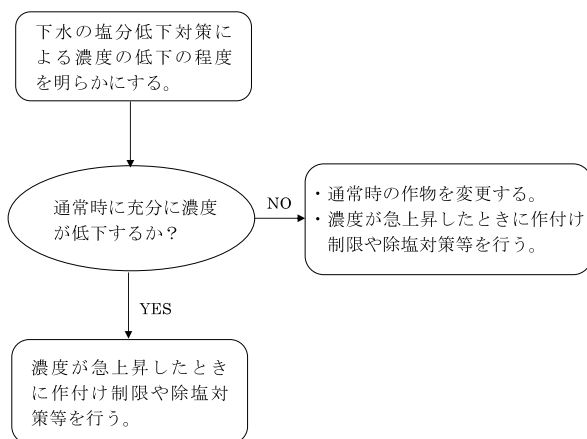 下水の塩分低下対策に
よる濃度の低下の程度
を明らかにする。
通常時に充分に濃度
が低下するか？
NO
・通常時の作物を変更する。
・濃度が急上昇したときに作付け
制限や除塩対策等を行う。
YES
濃度が急上昇したとき
に作付け制限や除塩対
策等を行う。